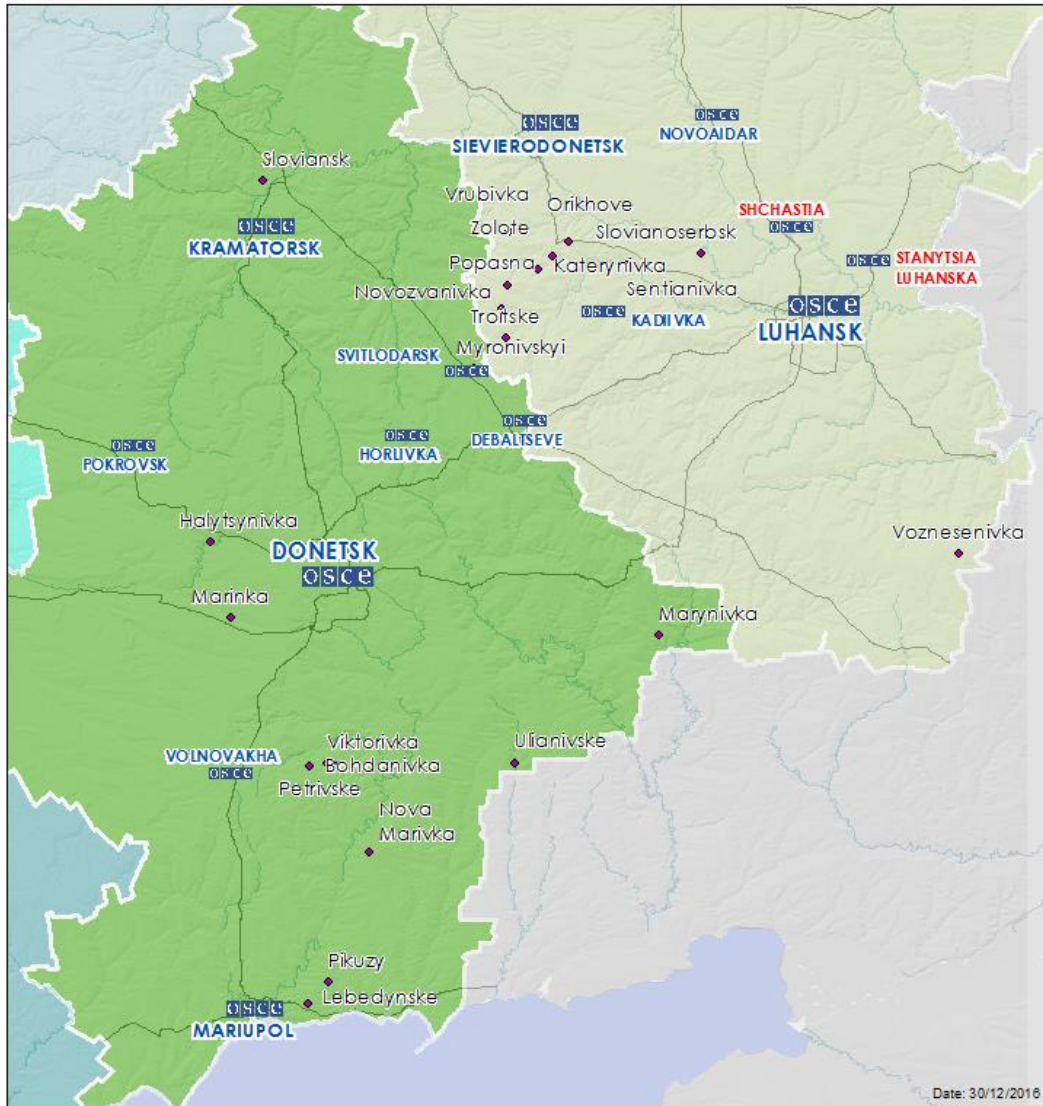 osce
SIEVIERODONETSK
osce
NOVOAIDAR
Sloviansk
osce
KRAMATORSK
Vrubivka
Orikhove
Zolote
Slovianoserbsk
SHCHASTIA
osce
osce
STANYTSIA
LUHANSKA
Popasna
Katerynivka
Novozvanivka
Sentianivka
Troitske
osce
KADIIVKA
osce
LUHANSK
Myronivskyi
SVITLODARSK
osce
osce
DEBALTSEVE
osce
HORLIVKA
osce
POKROVSK
Halytsynivka
DONETSK
osce
Voznesenivka
Marinka
Marynivka
VOLNOVAKHA
osce
Viktorivka
Bohdanivka
Petrivske
Ulianivske
Nova
Marivka
Pikuzy
Lebedynske
osce
MARIUPOL
Date: 30/12/2016